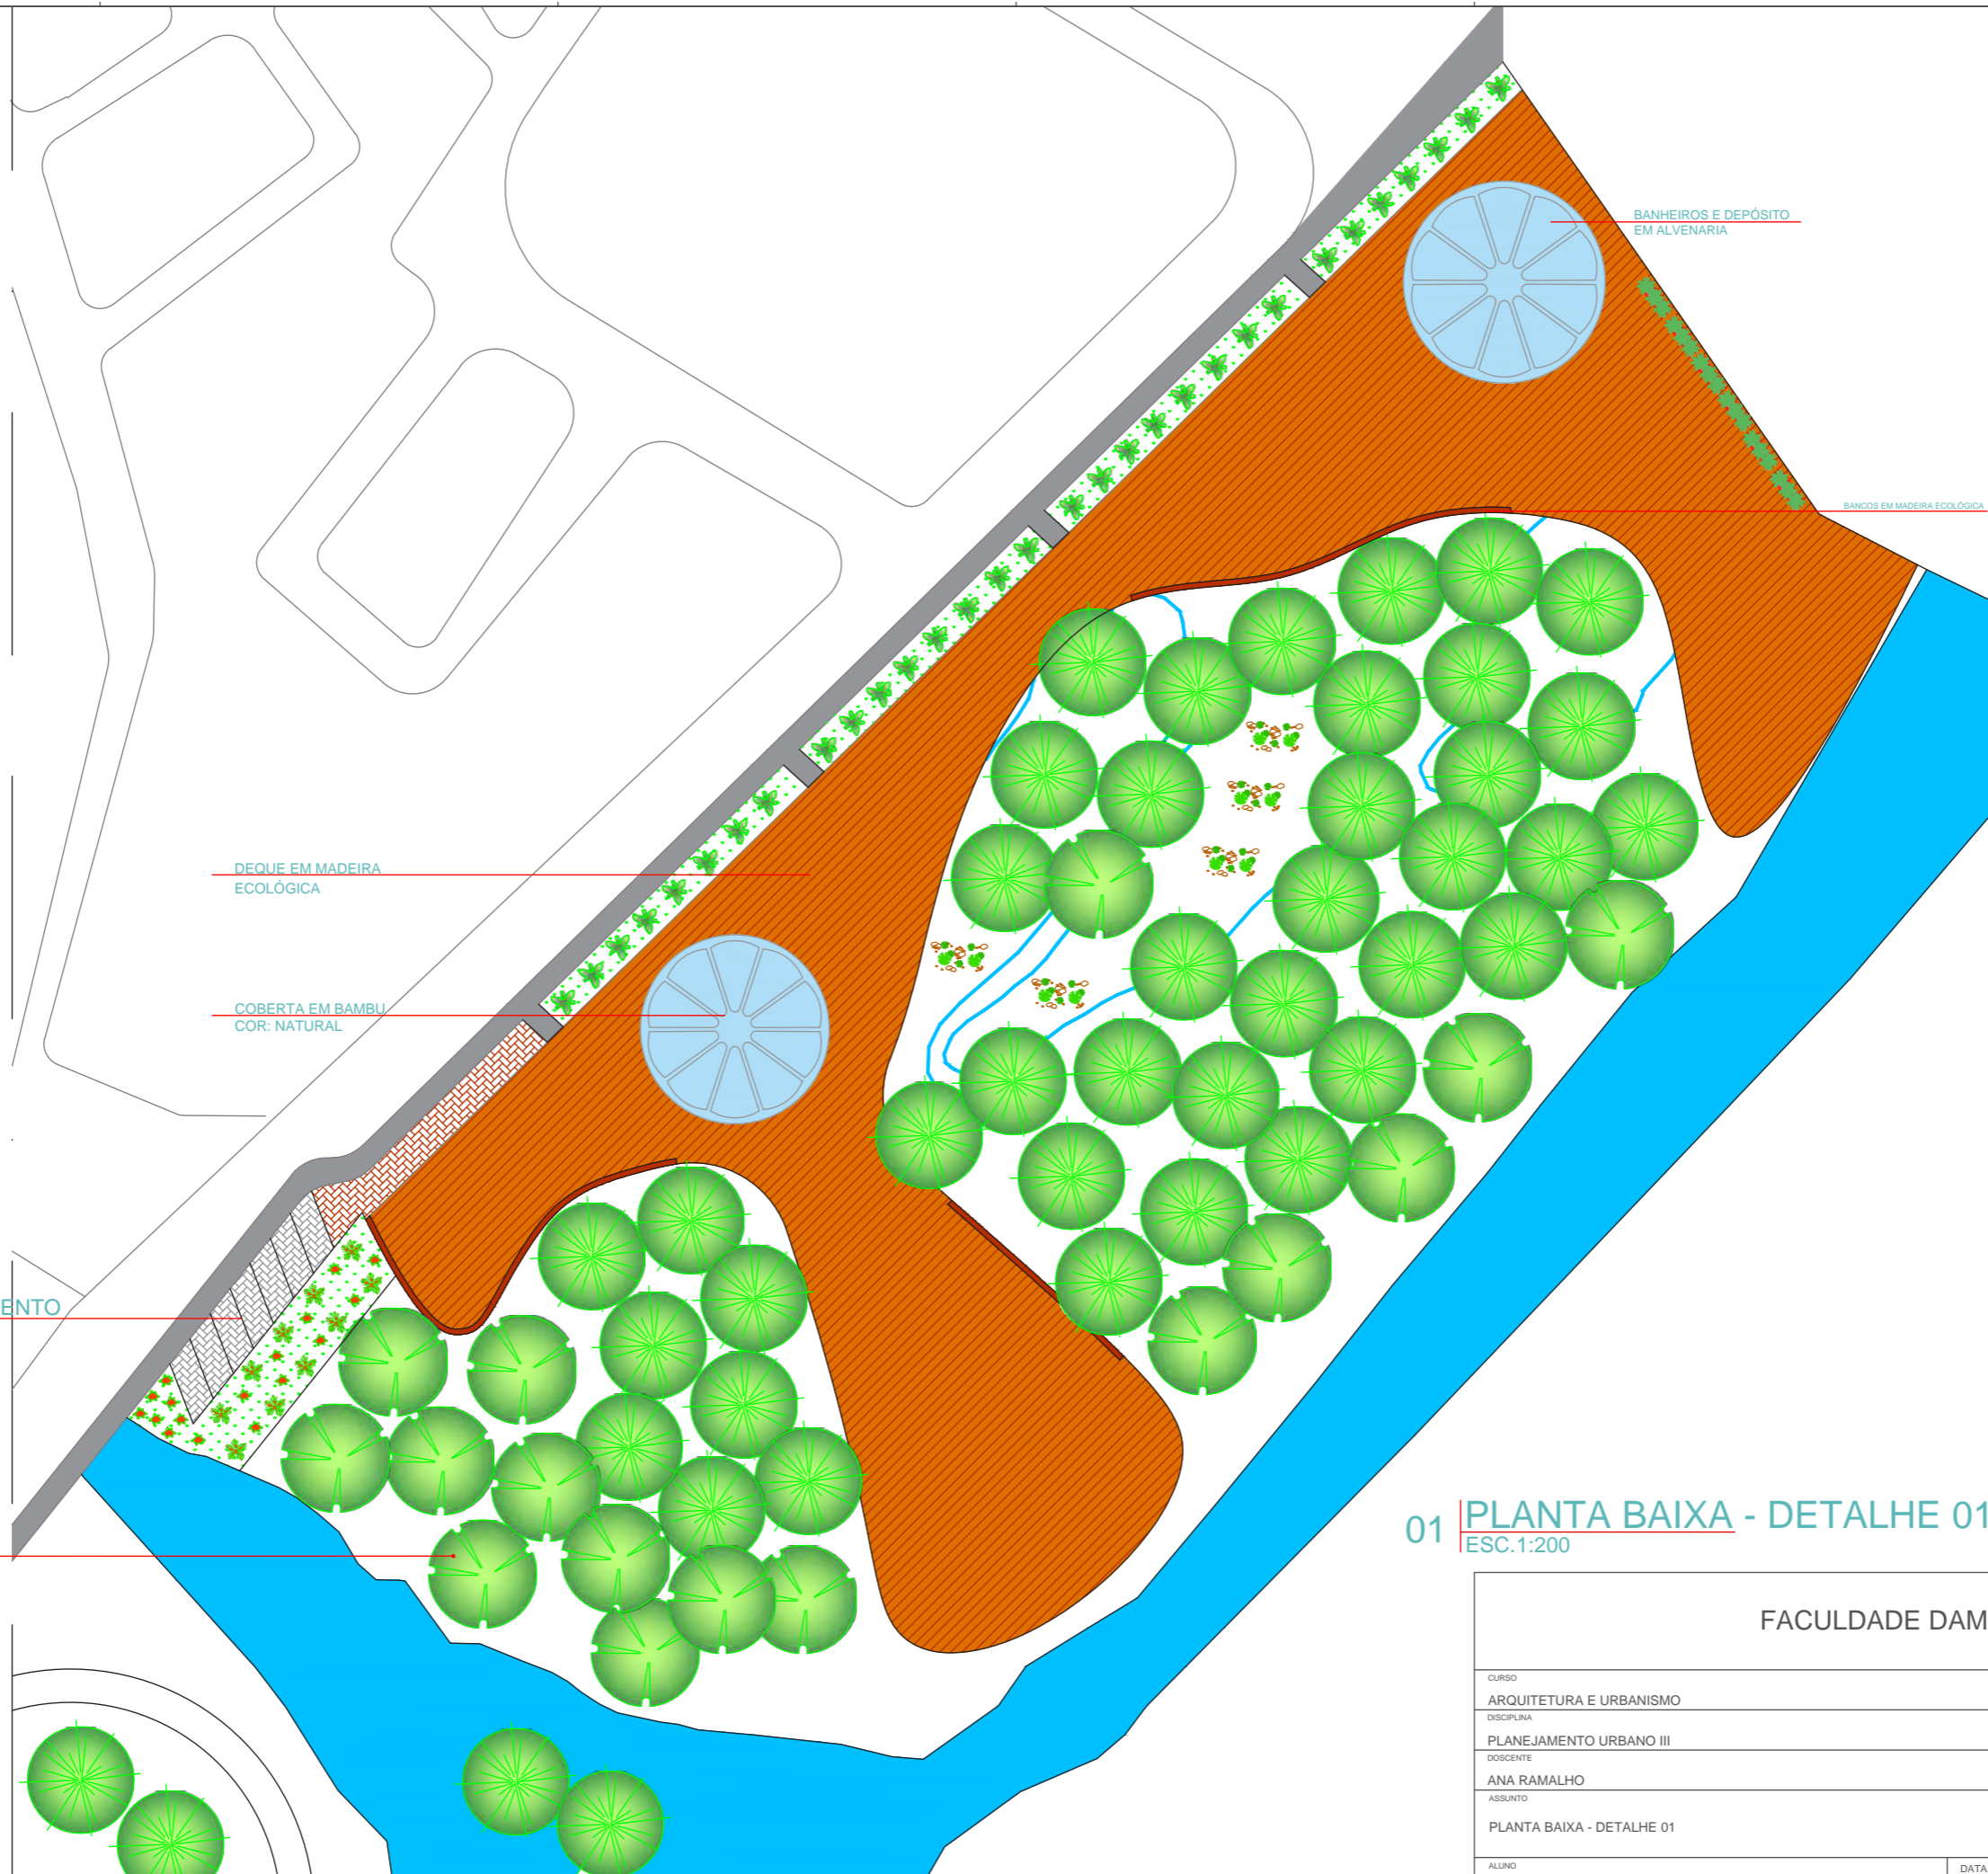 BANHEIROS E DEPÓSITO
EM ALVENARIA
BANCOS EM MADEIRA ECOLÓGICA
DEQUE EM MADEIRA
ECOLÓGICA
COBERTA EM BAMBU
COR: NATURAL
ENTO
01 PLANTA BAIXA - DETALHE 01
ESC.1:200
FACULDADE DAM
CURSO
ARQUITETURA E URBANISMO
DISCIPLINA
PLANEJAMENTO URBANO III
DOSCENTE
ANA RAMALHO
ASSUNTO
PLANTA BAIXA - DETALHE 01
ALUNO
DATA